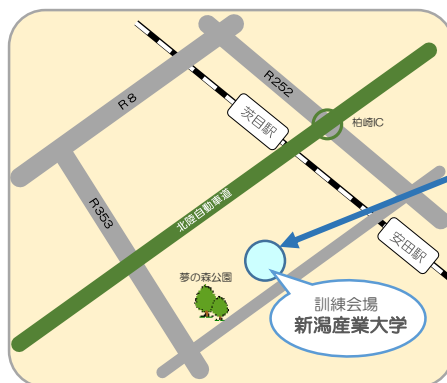 R8
R252
茨目駅
柏崎IC
北陸自動車道
R353
安田駅
夢の森公園
訓練会場
新潟産業大学